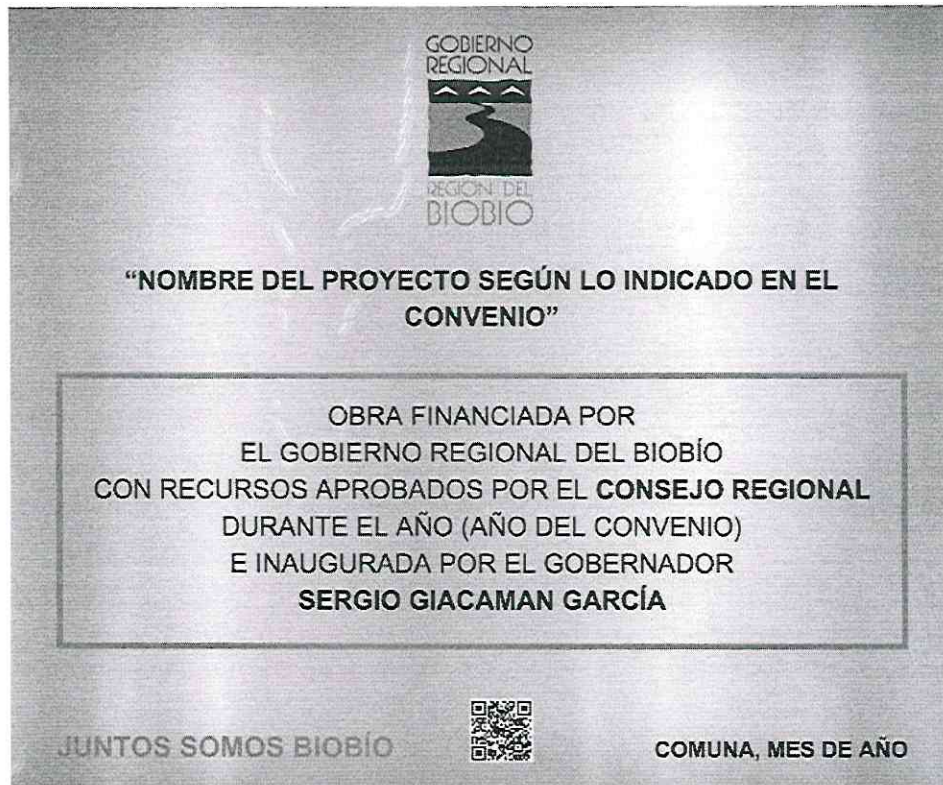 GOBIERNO
REGIONAL
REGION DEL
BIOBIO
“NOMBRE DEL PROYECTO SEGÚN LO INDICADO EN EL
CONVENIO”
OBRA FINANCIADA POR
EL GOBIERNO REGIONAL DEL BIOBÍO
CON RECURSOS APROBADOS POR EL CONSEJO REGIONAL
DURANTE EL AÑO (AÑO DEL CONVENIO)
E INAUGURADA POR EL GOBERNADOR
SERGIO GIACAMAN GARCÍA
JUNTOS SOMOS BIOBÍO
COMUNA, MES DE AÑO